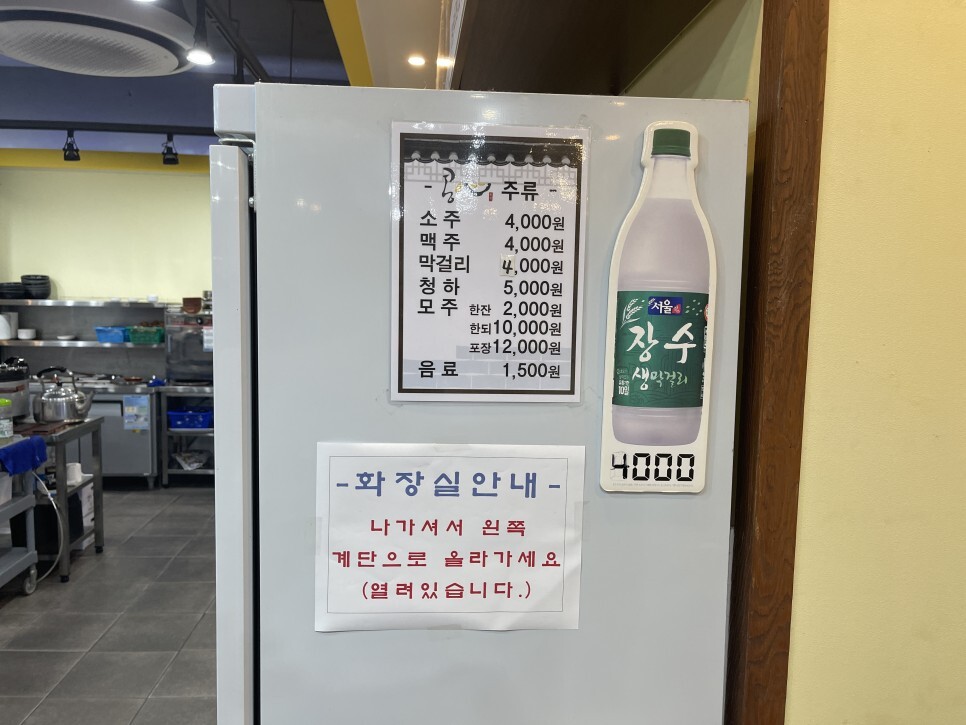 주류 -
소주 4,000원
맥주 4,000원
막걸리 4,000원
청하 5,000원
모주 한잔 2,000원
한되 10,000원
포장 12,000원
음료 1,500원
서울
장수
생막걸리
10일
4000
-화장실안내-
나가셔서 왼쪽
계단으로 올라가세요
(열려있습니다.)